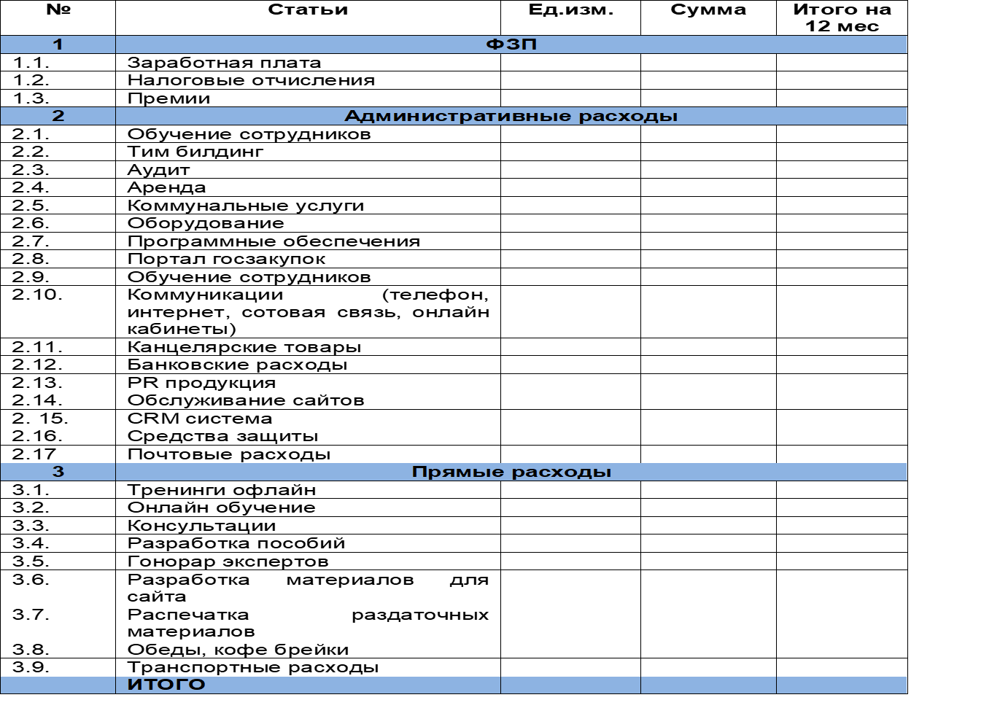 № Статьи Ед.изм. Сумма Итого на
12 мес
1 ФЗП
1.1. Заработная плата
1.2. Налоговые отчисления
1.3. Премии
2 Административные расходы
2.1. Обучение сотрудников
2.2. Тим билдинг
2.3. Аудит
2.4. Аренда
2.5. Коммунальные услуги
2.6. Оборудование
2.7. Программные обеспечения
2.8. Портал госзакупок
2.9. Обучение сотрудников
2.10. Коммуникации (телефон,
интернет, сотовая связь, онлайн
кабинеты)
2.11. Канцелярские товары
2.12. Банковские расходы
2.13. PR продукция
2.14. Обслуживание сайтов
2. 15. CRM система
2.16. Средства защиты
2.17 Почтовые расходы
3 Прямые расходы
3.1. Тренинги офлайн
3.2. Онлайн обучение
3.3. Консультации
3.4. Разработка пособий
3.5. Гонорар экспертов
3.6. Разработка материалов для
сайта
3.7. Распечатка раздаточных
материалов
3.8. Обеды, кофе брейки
3.9. Транспортные расходы
ИТОГО